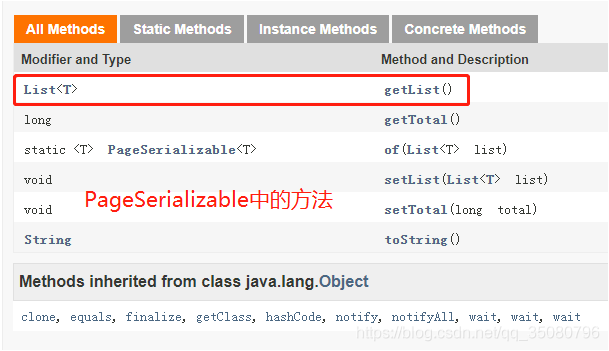 All Methods Static Methods Instance Methods Concrete Methods
Modifier and Type Method and Description
List<T> getList()
long getTotal()
static <T> PageSerializable<T> of(List<T> list)
void setList(List<T> list)
void setTotal(long total)
PageSerializable中的方法
String toString()
Methods inherited from class java.lang.Object
clone, equals, finalize, getClass, hashCode, notify, notifyAll, wait, wait, wait
https://blog.csdn.net/qq_35080796